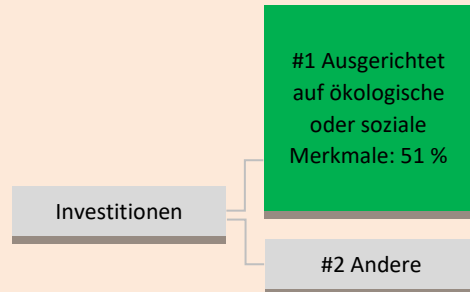 #1 Ausgerichtet
auf ökologische
oder soziale
Merkmale: 51 %
Investitionen
#2 Andere